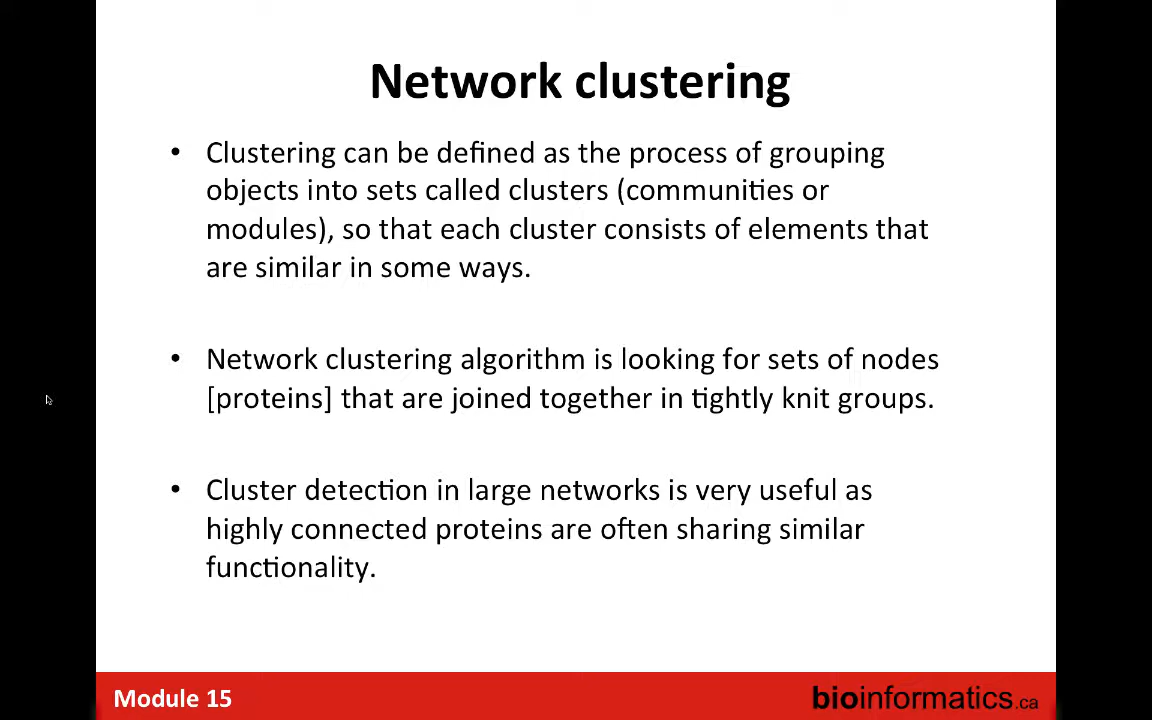 Network clustering
• Clustering can be defined as the process of grouping
objects into sets called clusters (communities or
modules), so that each cluster consists of elements that
are similar in some ways.
• Network clustering algorithm is looking for sets of nodes
[proteins] that are joined together in tightly knit groups.
• Cluster detection in large networks is very useful as
highly connected proteins are often sharing similar
functionality.
Module 15
bioinformatics.ca